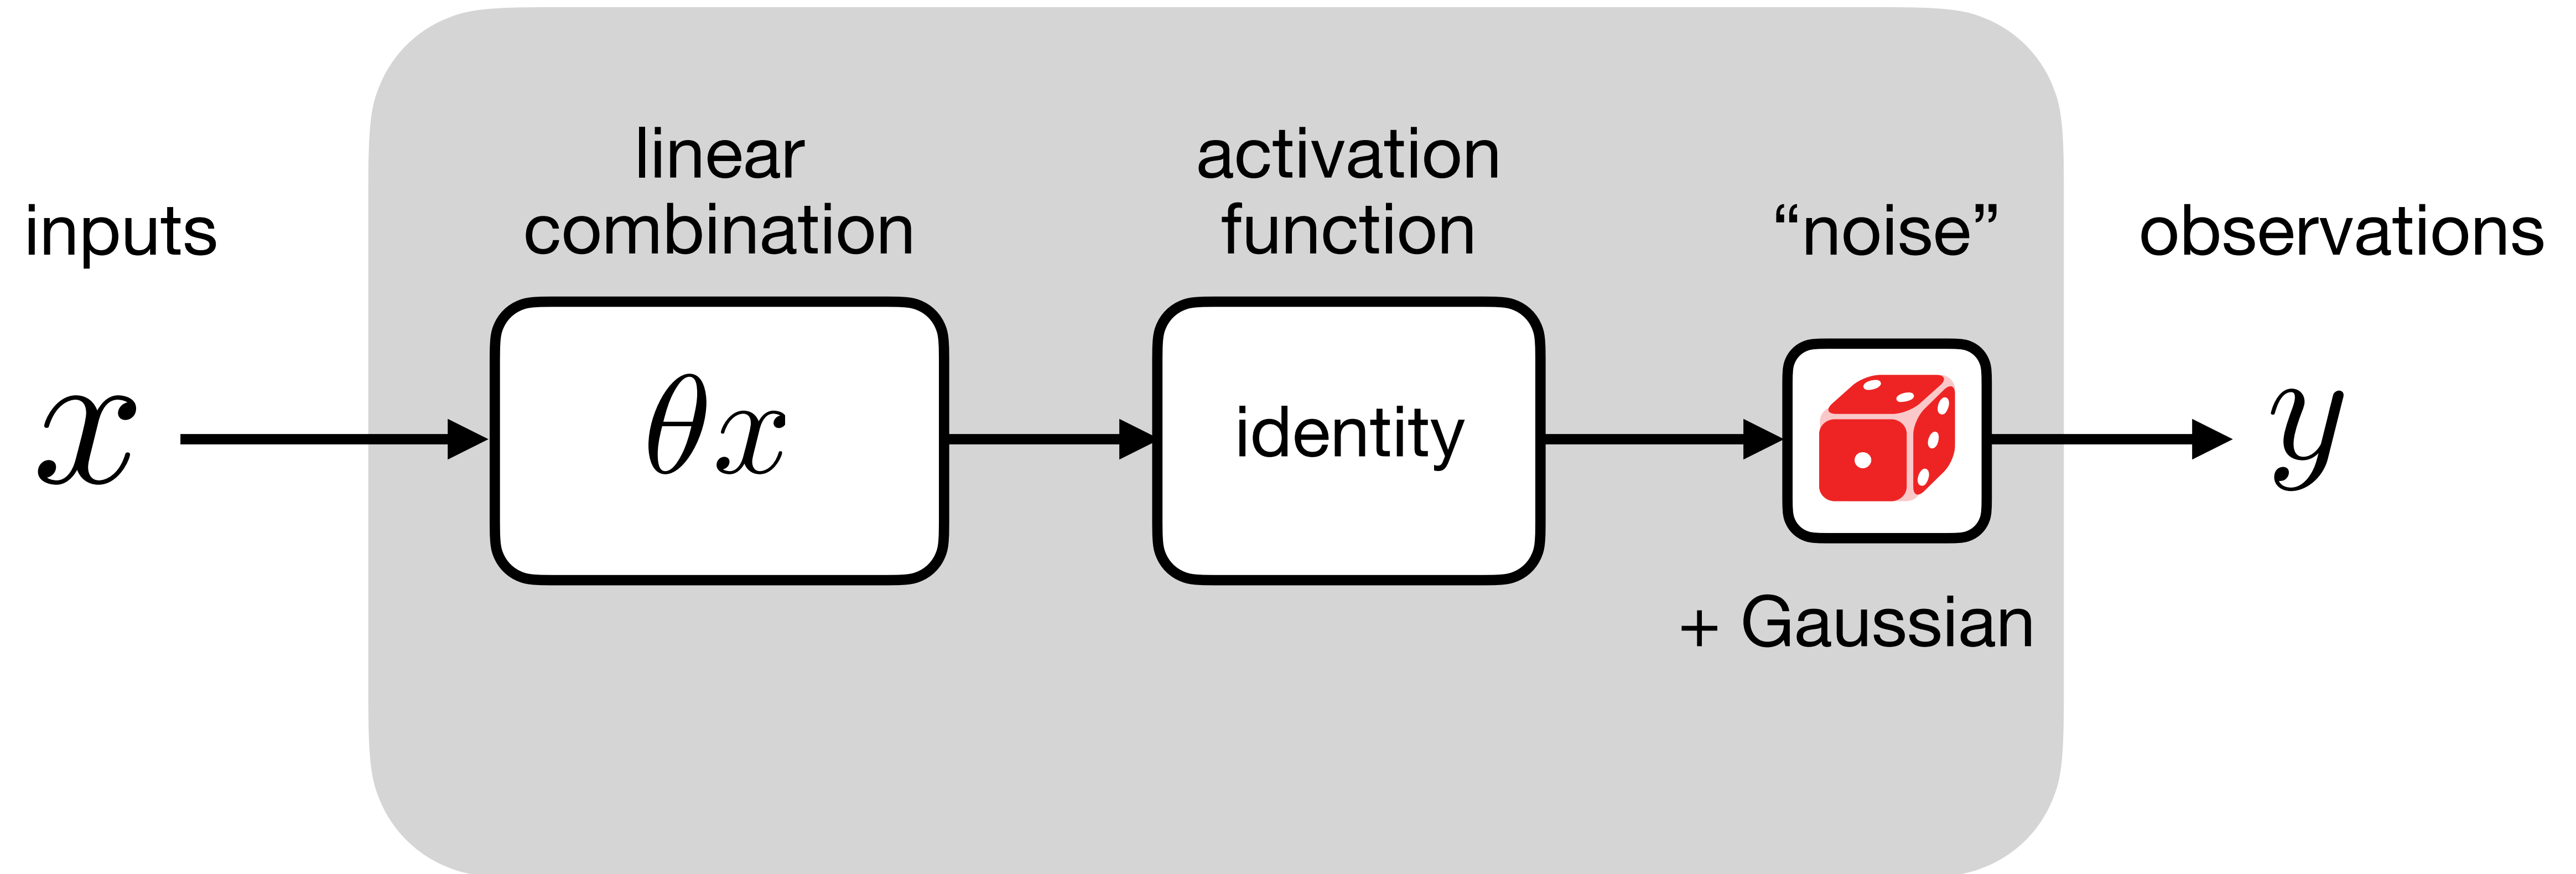 inputs
linear
combination
activation
function
“noise”
observations
x
θx
identity
y
+ Gaussian